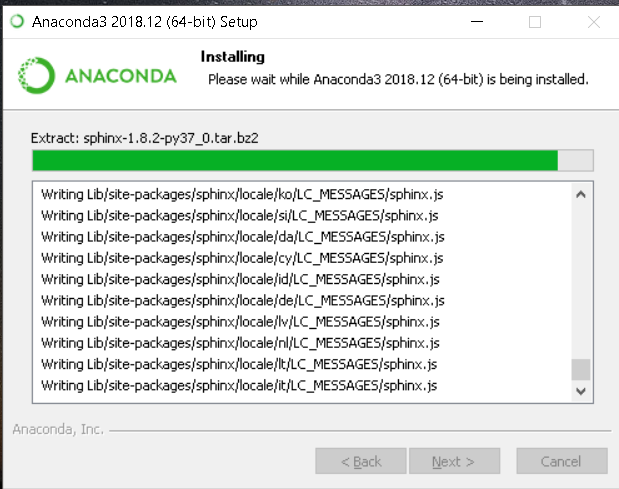 Anaconda3 2018.12 (64-bit) Setup
ANACONDA
Installing
Please wait while Anaconda3 2018.12 (64-bit) is being installed.
Extract: sphinx-1.8.2-py37_0.tar.bz2
Writing Lib/site-packages/sphinx/locale/ko/LC_MESSAGES/sphinx.js
Writing Lib/site-packages/sphinx/locale/si/LC_MESSAGES/sphinx.js
Writing Lib/site-packages/sphinx/locale/da/LC_MESSAGES/sphinx.js
Writing Lib/site-packages/sphinx/locale/cy/LC_MESSAGES/sphinx.js
Writing Lib/site-packages/sphinx/locale/id/LC_MESSAGES/sphinx.js
Writing Lib/site-packages/sphinx/locale/de/LC_MESSAGES/sphinx.js
Writing Lib/site-packages/sphinx/locale/lv/LC_MESSAGES/sphinx.js
Writing Lib/site-packages/sphinx/locale/nl/LC_MESSAGES/sphinx.js
Writing Lib/site-packages/sphinx/locale/lt/LC_MESSAGES/sphinx.js
Writing Lib/site-packages/sphinx/locale/it/LC_MESSAGES/sphinx.js
Anaconda, Inc.
< Back Next > Cancel